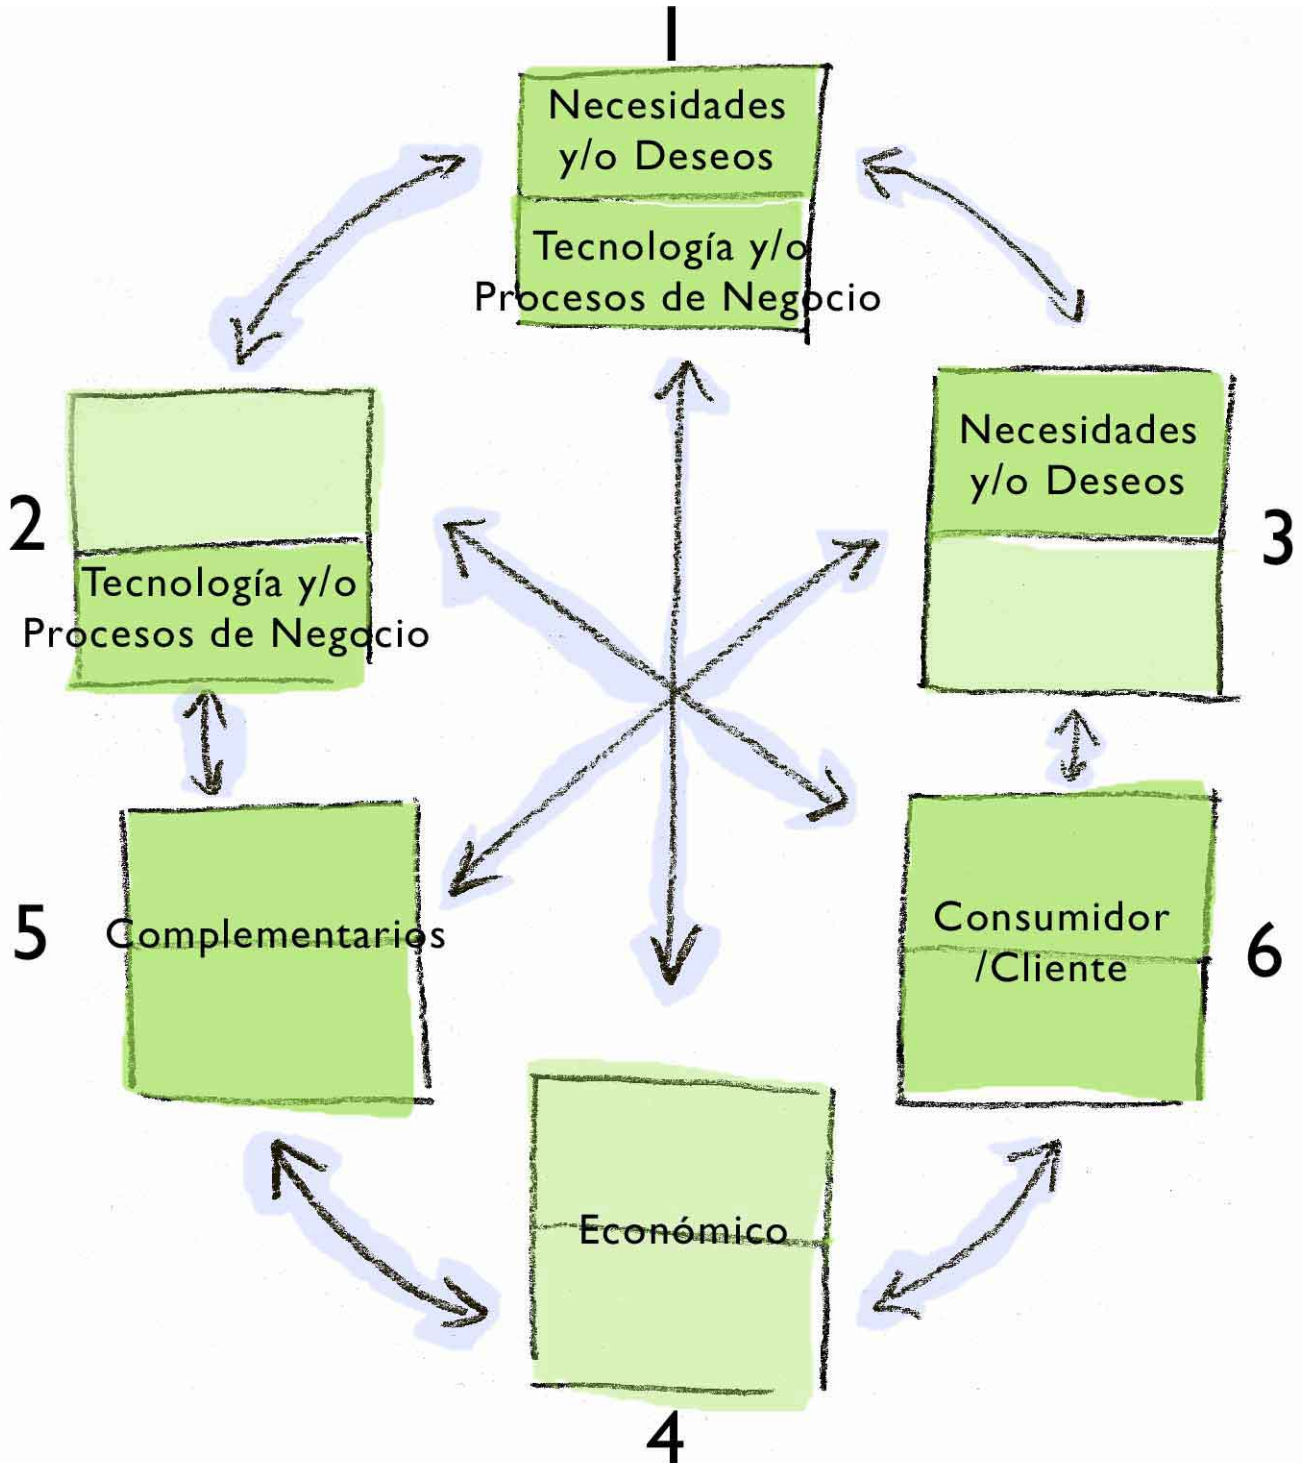 1
Necesidades
y/o Deseos
Tecnología y/o
Procesos de Negocio
2
Tecnología y/o
Procesos de Negocio
Necesidades
y/o Deseos
3
5
Complementarios
Consumidor
/Cliente
6
Económico
4